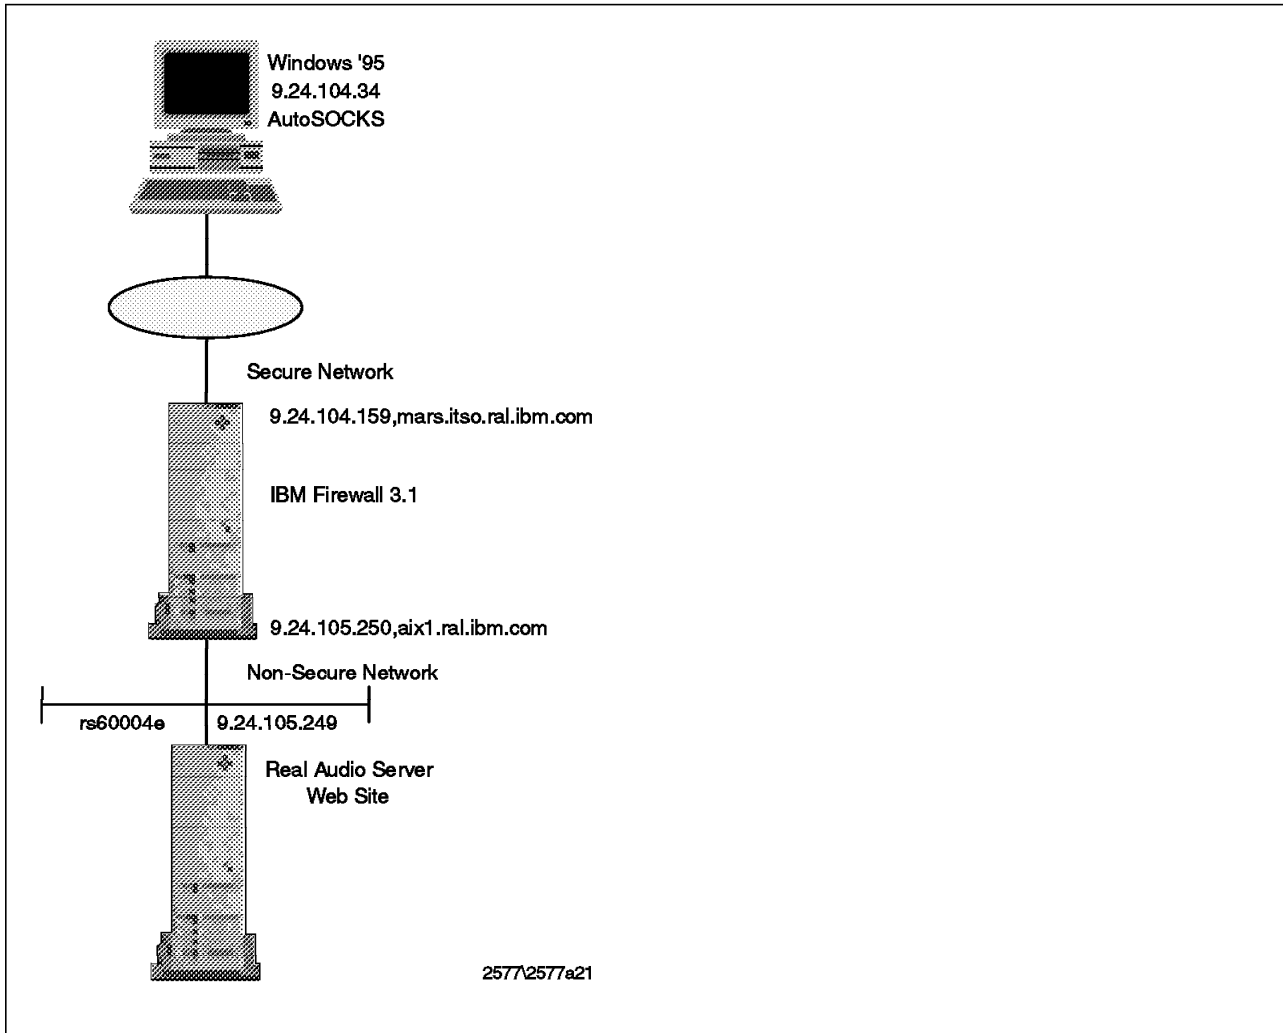 Windows '95
9.24.104.34
AutoSOCKS
Secure Network
9.24.104.159,mars.itso.ral.ibm.com
IBM Firewall 3.1
9.24.105.250,aix1.ral.ibm.com
Non-Secure Network
rs60004e 9.24.105.249
Real Audio Server
Web Site
2577\2577a21